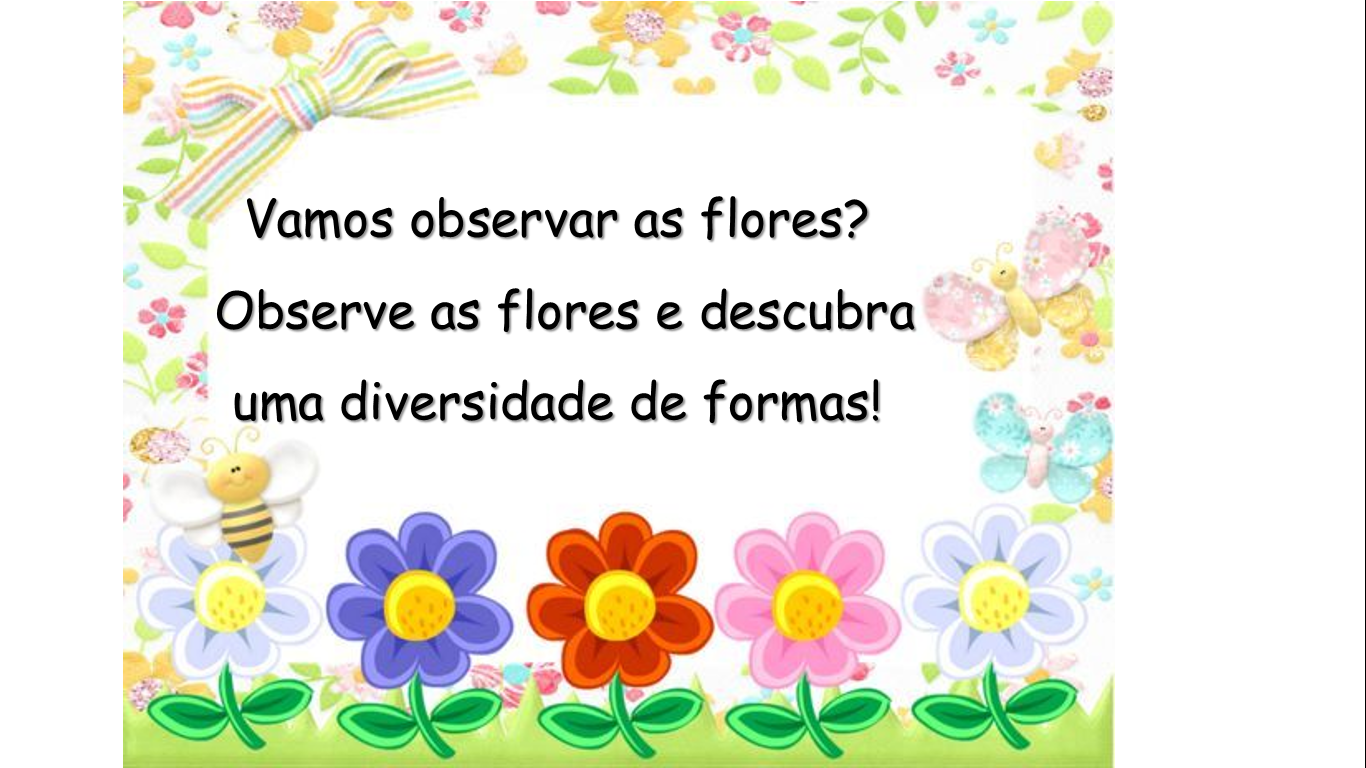 Vamos observar as flores?
Observe as flores e descubra
uma diversidade de formas!